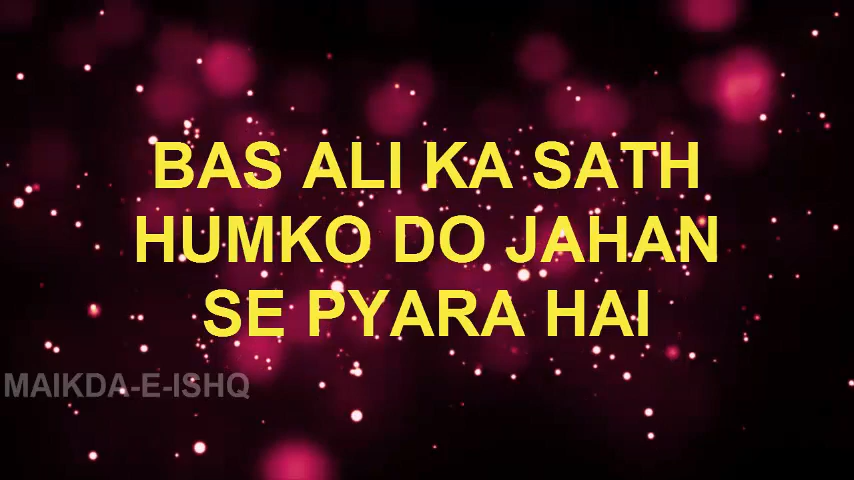 BAS ALI KA SATH
HUMKO DO JAHAN
SE PYARA HAI
MAIKDA-E-ISHQ